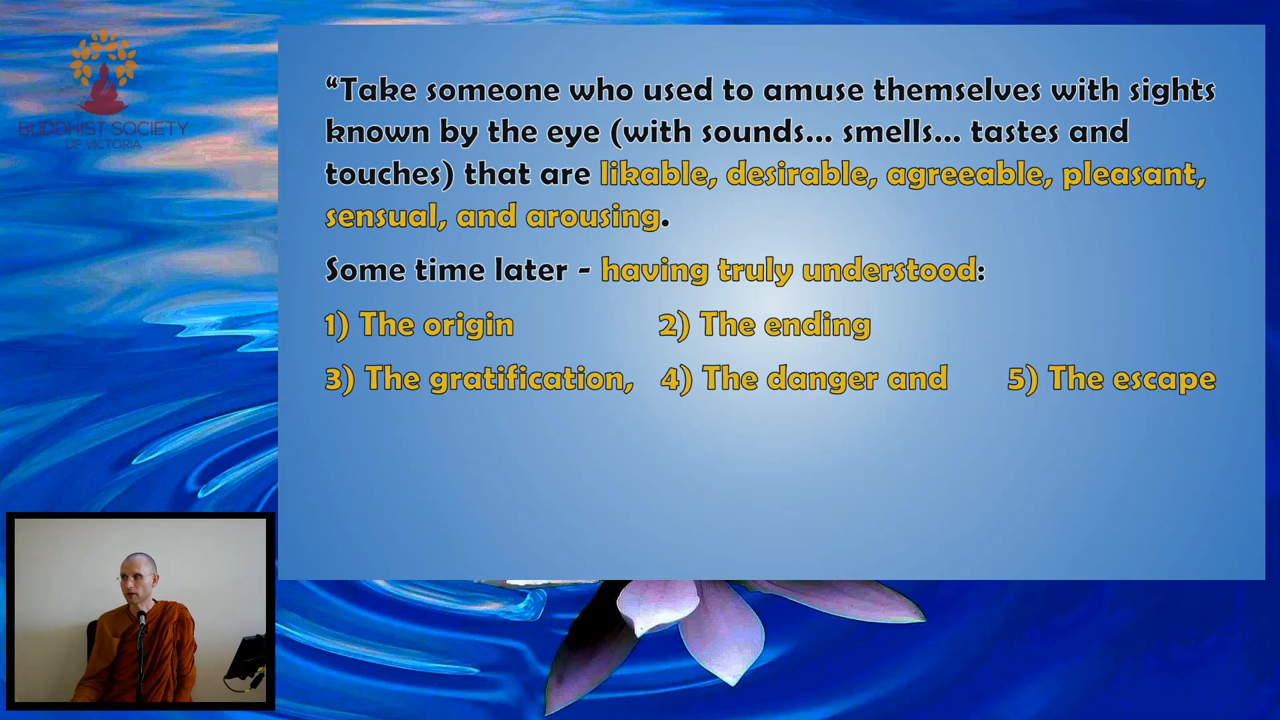 BUDDHIST SOCIETY
OF VICTORIA
“Take someone who used to amuse themselves with sights
known by the eye (with sounds... smells... tastes and
touches) that are likable, desirable, agreeable, pleasant,
sensual, and arousing.
Some time later - having truly understood:
1) The origin 2) The ending
3) The gratification, 4) The danger and 5) The escape